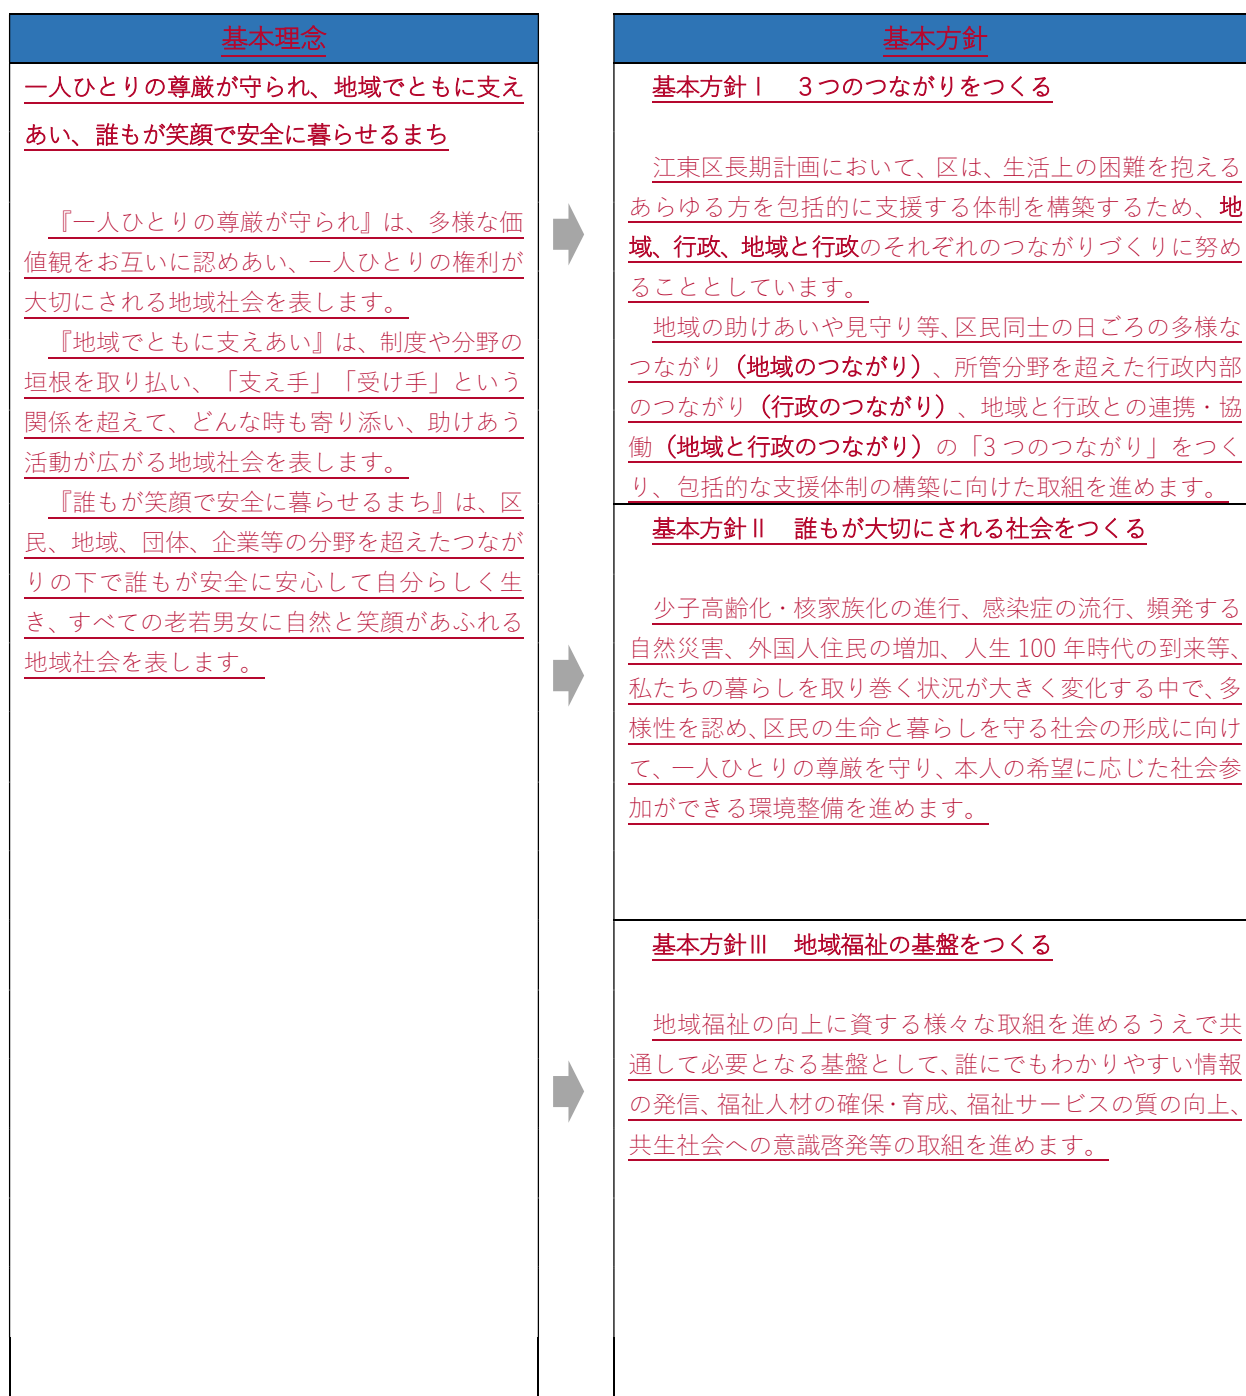 基本理念
一人ひとりの尊厳が守られ、地域でともに支え
あい、誰もが笑顔で安全に暮らせるまち
『一人ひとりの尊厳が守られ』は、多様な価
値観をお互いに認めあい、一人ひとりの権利が
大切にされる地域社会を表します。
『地域でともに支えあい』は、制度や分野の
垣根を取り払い、「支え手」「受け手」という
関係を超えて、どんな時も寄り添い、助けあう
活動が広がる地域社会を表します。
『誰もが笑顔で安全に暮らせるまち』は、区
民、地域、団体、企業等の分野を超えたつなが
りの下で誰もが安全に安心して自分らしく生
き、すべての老若男女に自然と笑顔があふれる
地域社会を表します。
基本方針
基本方針Ⅰ　３つのつながりをつくる
江東区長期計画において、区は、生活上の困難を抱える
あらゆる方を包括的に支援する体制を構築するため、地
域、行政、地域と行政のそれぞれのつながりづくりに努め
ることとしています。
地域の助けあいや見守り等、区民同士の日ごろの多様な
つながり（地域のつながり）、所管分野を超えた行政内部
のつながり（行政のつながり）、地域と行政との連携・協
働（地域と行政のつながり）の「3つのつながり」をつく
り、包括的な支援体制の構築に向けた取組を進めます。
基本方針Ⅱ　誰もが大切にされる社会をつくる
少子高齢化・核家族化の進行、感染症の流行、頻発する
自然災害、外国人住民の増加、人生 100 年時代の到来等、
私たちの暮らしを取り巻く状況が大きく変化する中で、多
様性を認め、区民の生命と暮らしを守る社会の形成に向け
て、一人ひとりの尊厳を守り、本人の希望に応じた社会参
加ができる環境整備を進めます。
基本方針Ⅲ　地域福祉の基盤をつくる
地域福祉の向上に資する様々な取組を進めるうえで共
通して必要となる基盤として、誰にでもわかりやすい情報
の発信、福祉人材の確保・育成、福祉サービスの質の向上、
共生社会への意識啓発等の取組を進めます。